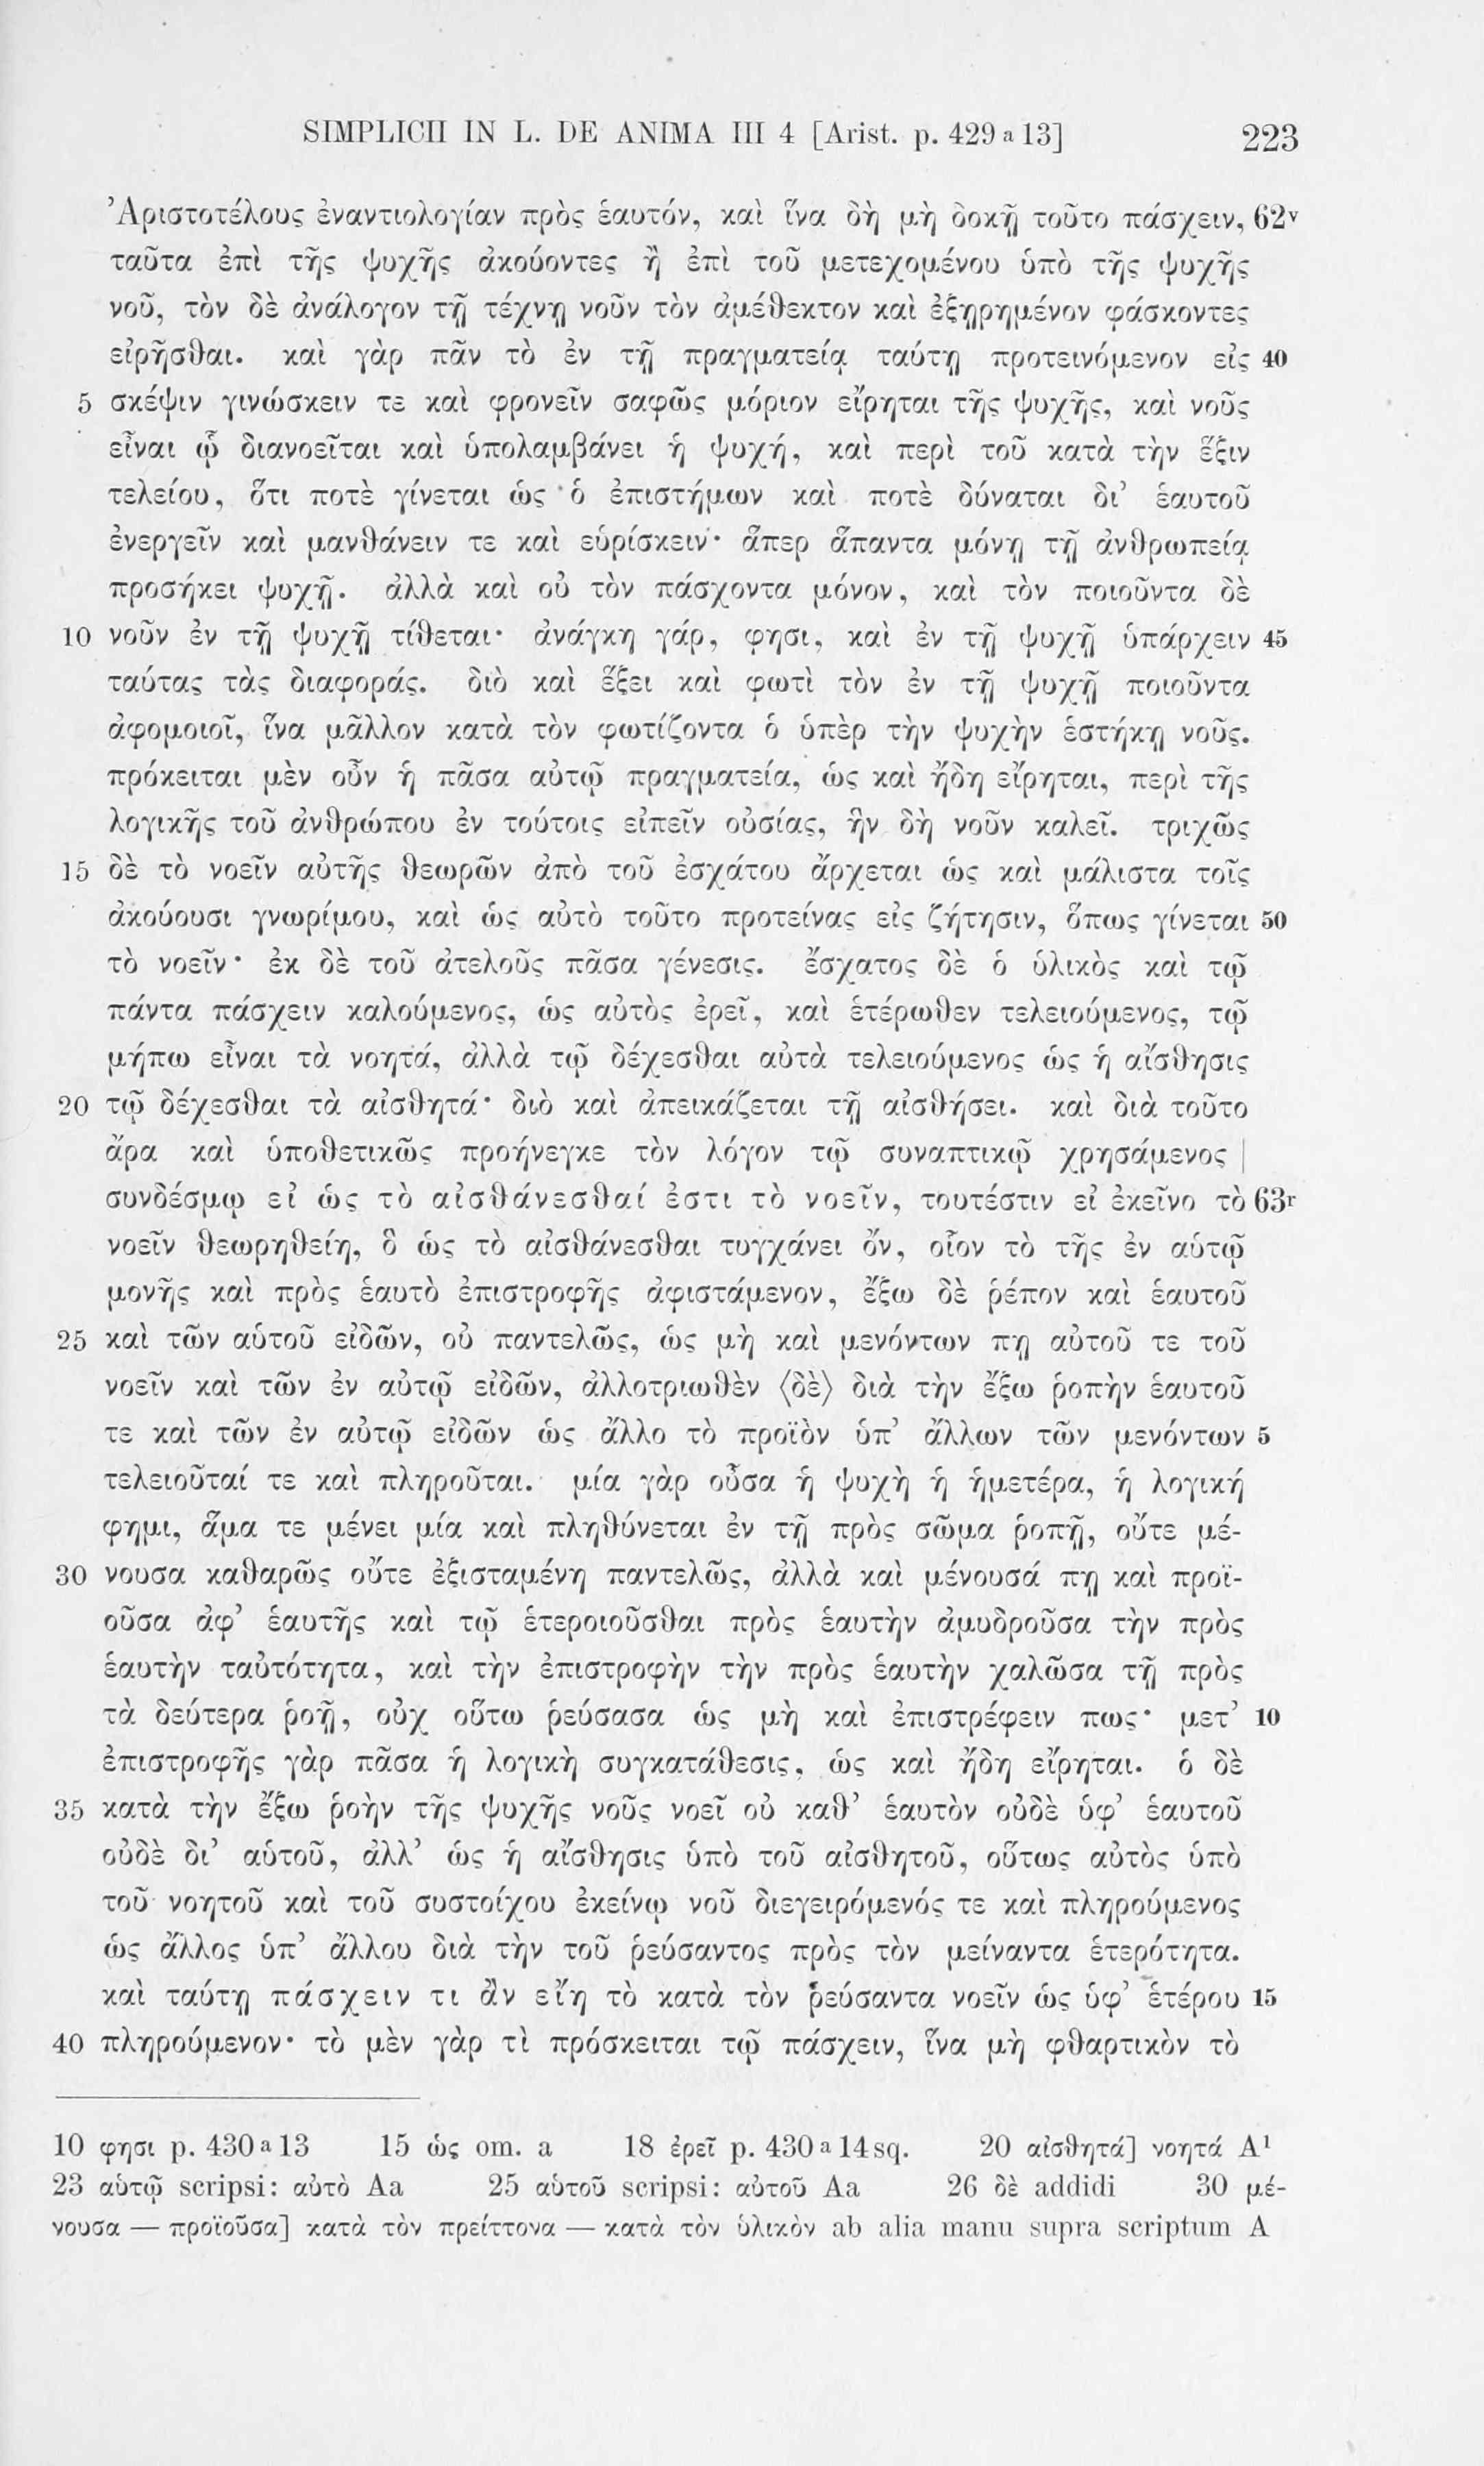 SIMPLICII IN L. DE ANIMA III 4 [Arist. p. 429 a 13] 223
Ἀριστοτέλους ἐναντιολογίαν πρὸς ἑαυτόν, καὶ ἵνα δὴ μὴ δοκῇ τοῦτο πάσχειν, 62v
ταῦτα ἐπὶ τῆς ψυχῆς ἀκούοντες ἢ ἐπὶ τοῦ μετεχομένου ὑπὸ τῆς ψυχῆς
νοῦ, τὸν δὲ ἀνάλογον τῇ τέχνῃ νοῦν τὸν ἀμέθεκτον καὶ ἐξῃρημένον φάσκοντες
εἰρῆσθαι. καὶ γὰρ πᾶν τὸ ἐν τῇ πραγματείᾳ ταύτῃ προτεινόμενον εἰς 40
5 σκέψιν γινώσκειν τε καὶ φρονεῖν σαφῶς μόριον εἴρηται τῆς ψυχῆς, καὶ νοῦς
εἶναι ᾧ διανοεῖται καὶ ὑπολαμβάνει ἡ ψυχή, καὶ περὶ τοῦ κατὰ τὴν ἕξιν
τελείου, ὅτι ποτὲ γίνεται ὡς ὁ ἐπιστήμων καὶ ποτὲ δύναται δι’ ἑαυτοῦ
ἐνεργεῖν καὶ μανθάνειν τε καὶ εὑρίσκειν· ἅπερ ἅπαντα μόνῃ τῇ ἀνθρωπείᾳ
προσήκει ψυχῇ. ἀλλὰ καὶ οὐ τὸν πάσχοντα μόνον, καὶ τὸν ποιοῦντα δὲ
10 νοῦν ἐν τῇ ψυχῇ τίθεται· ἀνάγκη γάρ, φησι, καὶ ἐν τῇ ψυχῇ ὑπάρχειν 45
ταύτας τὰς διαφοράς. διὸ καὶ ἕξει καὶ φωτὶ τὸν ἐν τῇ ψυχῇ ποιοῦντα
ἀφομοιοῖ, ἵνα μᾶλλον κατὰ τὸν φωτίζοντα ὁ ὑπὲρ τὴν ψυχὴν ἑστήκῃ νοῦς.
πρόκειται μὲν οὖν ἡ πᾶσα αὐτῷ πραγματεία, ὡς καὶ ἤδη εἴρηται, περὶ τῆς
λογικῆς τοῦ ἀνθρώπου ἐν τούτοις εἰπεῖν οὐσίας, ἣν δὴ νοῦν καλεῖ. τριχῶς
15 δὲ τὸ νοεῖν αὐτῆς θεωρῶν ἀπὸ τοῦ ἐσχάτου ἄρχεται ὡς καὶ μάλιστα τοῖς
ἀκούουσι γνωρίμου, καὶ ὡς αὐτὸ τοῦτο προτείνας εἰς ζήτησιν, ὅπως γίνεται 50
τὸ νοεῖν· ἐκ δὲ τοῦ ἀτελοῦς πᾶσα γένεσις. ἔσχατος δὲ ὁ ὑλικὸς καὶ τῷ
πάντα πάσχειν καλούμενος, ὡς αὐτὸς ἐρεῖ, καὶ ἑτέρωθεν τελειούμενος, τῷ
μήπω εἶναι τὰ νοητά, ἀλλὰ τῷ δέχεσθαι αὐτὰ τελειούμενος ὡς ἡ αἴσθησις
20 τῷ δέχεσθαι τὰ αἰσθητά· διὸ καὶ ἀπεικάζεται τῇ αἰσθήσει. καὶ διὰ τοῦτο
ἄρα καὶ ὑποθετικῶς προήνεγκε τὸν λόγον τῷ συναπτικῷ χρησάμενος |
συνδέσμῳ εἰ ὡς τὸ αἰσθάνεσθαί ἐστι τὸ νοεῖν, τουτέστιν εἰ ἐκεῖνο τὸ 63r
νοεῖν θεωρηθείη, ὃ ὡς τὸ αἰσθάνεσθαι τυγχάνει ὄν, οἷον τὸ τῆς ἐν αὑτῷ
μονῆς καὶ πρὸς ἑαυτὸ ἐπιστροφῆς ἀφιστάμενον, ἔξω δὲ ῥέπον καὶ ἑαυτοῦ
25 καὶ τῶν αὑτοῦ εἰδῶν, οὐ παντελῶς, ὡς μὴ καὶ μενόντων πῃ αὐτοῦ τε τοῦ
νοεῖν καὶ τῶν ἐν αὐτῷ εἰδῶν, ἀλλοτριωθὲν ⟨δὲ⟩ διὰ τὴν ἔξω ῥοπὴν ἑαυτοῦ
τε καὶ τῶν ἐν αὐτῷ εἰδῶν ὡς ἄλλο τὸ προϊὸν ὑπ’ ἄλλων τῶν μενόντων 5
τελειοῦταί τε καὶ πληροῦται. μία γὰρ οὖσα ἡ ψυχὴ ἡ ἡμετέρα, ἡ λογική
φημι, ἅμα τε μένει μία καὶ πληθύνεται ἐν τῇ πρὸς σῶμα ῥοπῇ, οὔτε μέ-
30 νουσα καθαρῶς οὔτε ἐξισταμένη παντελῶς, ἀλλὰ καὶ μένουσά πῃ καὶ προϊ-
οῦσα ἀφ’ ἑαυτῆς καὶ τῷ ἑτεροιοῦσθαι πρὸς ἑαυτὴν ἀμυδροῦσα τὴν πρὸς
ἑαυτὴν ταὐτότητα, καὶ τὴν ἐπιστροφὴν τὴν πρὸς ἑαυτὴν χαλῶσα τῇ πρὸς
τὰ δεύτερα ῥοῇ, οὐχ οὕτω ῥεύσασα ὡς μὴ καὶ ἐπιστρέφειν πως· μετ’ 10
ἐπιστροφῆς γὰρ πᾶσα ἡ λογικὴ συγκατάθεσις, ὡς καὶ ἤδη εἴρηται. ὁ δὲ
35 κατὰ τὴν ἔξω ῥοὴν τῆς ψυχῆς νοῦς νοεῖ οὐ καθ’ ἑαυτὸν οὐδὲ ὑφ’ ἑαυτοῦ
οὐδὲ δι’ αὑτοῦ, ἀλλ’ ὡς ἡ αἴσθησις ὑπὸ τοῦ αἰσθητοῦ, οὕτως αὐτὸς ὑπὸ
τοῦ νοητοῦ καὶ τοῦ συστοίχου ἐκείνῳ νοῦ διεγειρόμενός τε καὶ πληρούμενος
ὡς ἄλλος ὑπ’ ἄλλου διὰ τὴν τοῦ ῥεύσαντος πρὸς τὸν μείναντα ἑτερότητα.
καὶ ταύτῃ πάσχειν τι ἂν εἴη τὸ κατὰ τὸν ῥεύσαντα νοεῖν ὡς ὑφ’ ἑτέρου 15
40 πληρούμενον· τὸ μὲν γὰρ τὶ πρόσκειται τῷ πάσχειν, ἵνα μὴ φθαρτικὸν τὸ
10 φησι p. 430 a 13 15 ὡς om. a 18 ἐρεῖ p. 430 a 14 sq. 20 αἰσθητά] νοητά A¹
23 αὑτῷ scripsi: αὐτὸ Aa 25 αὑτοῦ scripsi: αὐτοῦ Aa 26 δὲ addidi 30 μέ-
νουσα — προϊοῦσα] κατὰ τὸν πρείττονα — κατὰ τὸν ὑλικὸν ab alia manu supra scriptum A